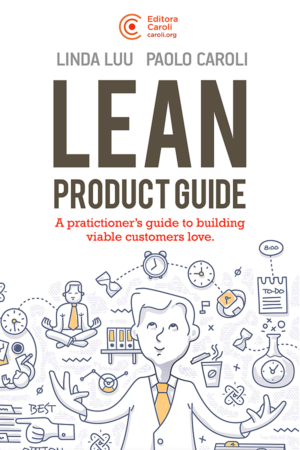 Editora
Caroli
caroli.org
LINDA LUU PAOLO CAROLI
LEAN
PRODUCT GUIDE
A pratictioner's guide to building
viable customers love.
8:00
TO-DO
BEST